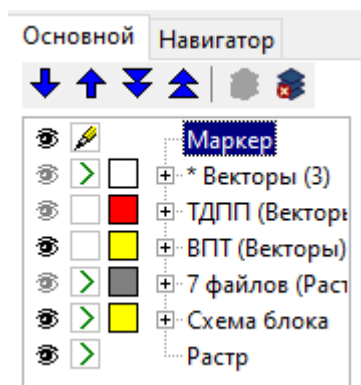 Основной Навигатор
Маркер
* Векторы (3)
ТДПП (Векторы
ВПТ (Векторы)
7 файлов (Раст
Схема блока
Растр